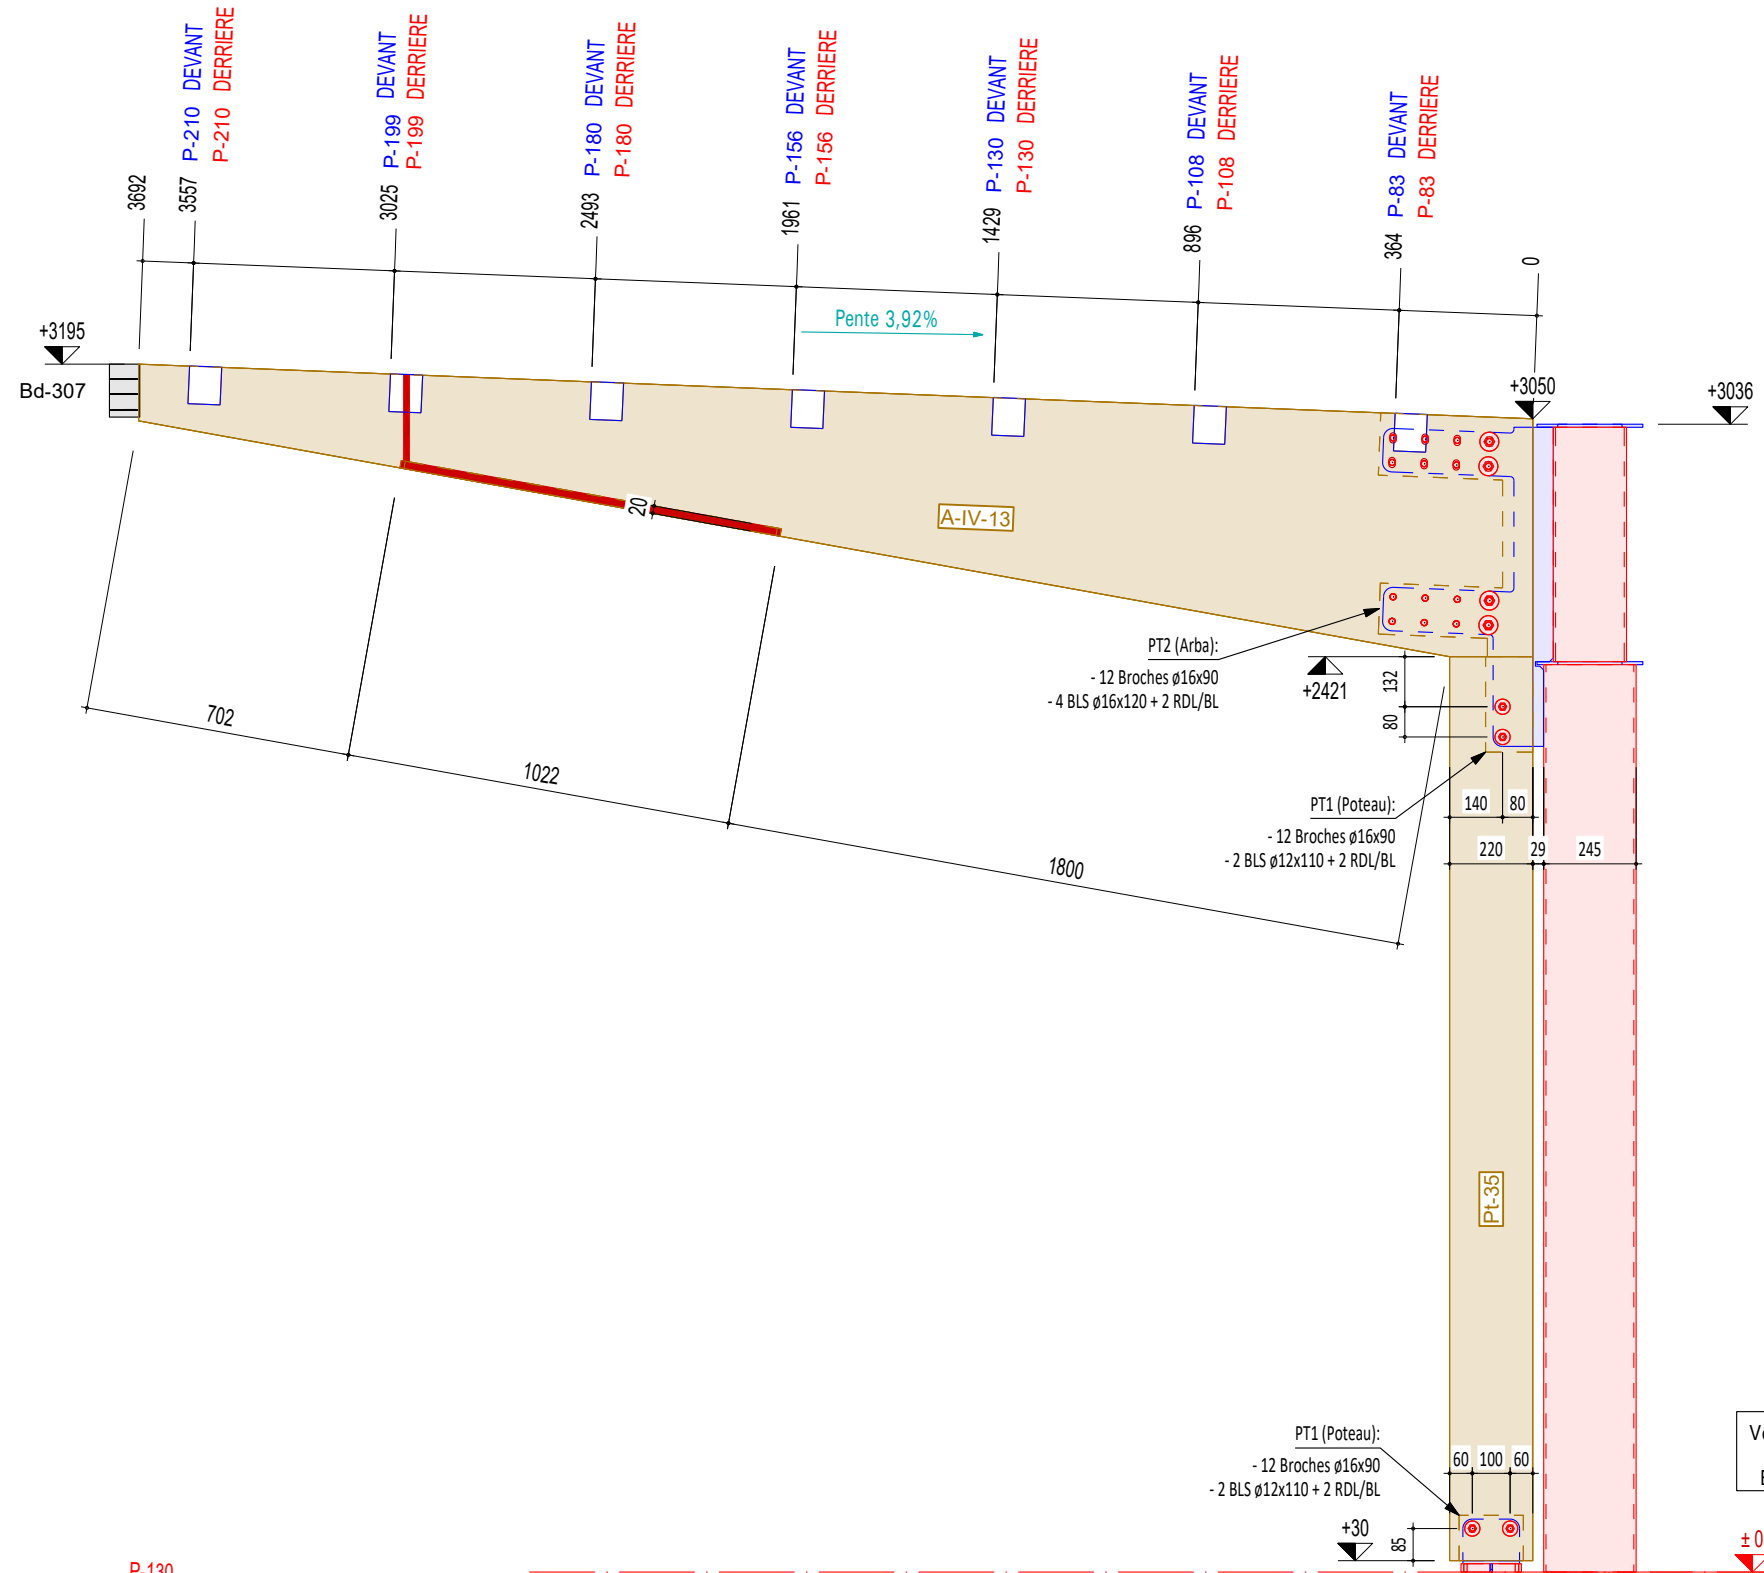 P-210 DEVANT
P-210 DERRIERE
P-199 DEVANT
P-199 DERRIERE
P-180 DEVANT
P-180 DERRIERE
P-156 DEVANT
P-156 DERRIERE
P-130 DEVANT
P-130 DERRIERE
P-108 DEVANT
P-108 DERRIERE
P-83 DEVANT
P-83 DERRIERE
3692
3557
3025
2493
1961
1429
896
364
0
Pente 3,92%
+3195
Bd-307
+3050
+3036
20
A-IV-13
PT2 (Arba):
- 12 Broches ø16x90
- 4 BLS ø16x120 + 2 RDL/BL
+2421
132
80
702
1022
1800
PT1 (Poteau):
- 12 Broches ø16x90
- 2 BLS ø12x110 + 2 RDL/BL
140
80
220
29
245
Pt-35
PT1 (Poteau):
- 12 Broches ø16x90
- 2 BLS ø12x110 + 2 RDL/BL
60
100
60
+30
85
±0
P-130